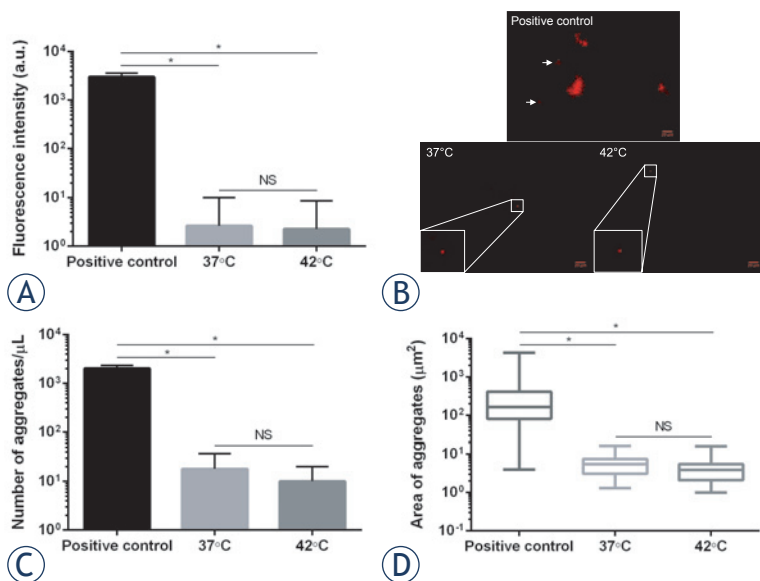 Fluorescence intensity (a.u.)
10⁴
10³
10²
10¹
10⁰
*
*
NS
Positive control
37°C
42°C
A
Positive control
37°C
42°C
B
Number of aggregates/µL
10⁴
10³
10²
10¹
10⁰
*
*
NS
Positive control
37°C
42°C
C
Area of aggregates (µm²)
10⁴
10³
10²
10¹
10⁰
10⁻¹
*
*
NS
Positive control
37°C
42°C
D